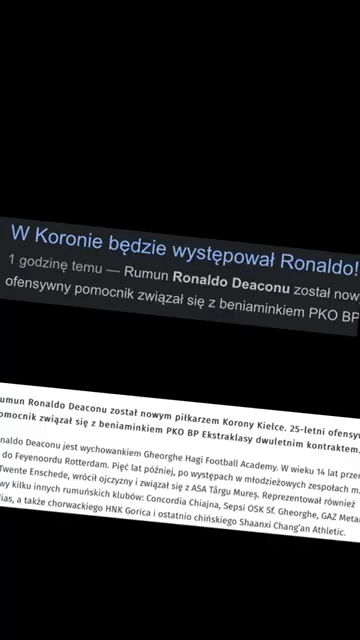 W Koronie będzie występował Ronaldo!
1 godzinę temu — Rumun Ronaldo Deaconu został now
ofensywny pomocnik związał się z beniaminkiem PKO BP
umun Ronaldo Deaconu został nowym piłkarzem Korony Kielce. 25-letni ofensyw
omocnik związał się z beniaminkiem PKO BP Ekstraklasy dwuletnim kontraktem.
naldo Deaconu jest wychowankiem Gheorghe Hagi Football Academy. W wieku 14 lat przen
do Feyenoordu Rotterdam. Pięć lat później, po występach w młodzieżowych zespołach m.
Twente Enschede, wrócił ojczyzny i związał się z ASA Târgu Mureș. Reprezentował również
wy kilku innych rumuńskich klubów: Concordia Chiajna, Sepsi OSK Sf. Gheorghe, GAZ Metan
ias, a także chorwackiego HNK Gorica i ostatnio chińskiego Shaanxi Chang'an Athletic.